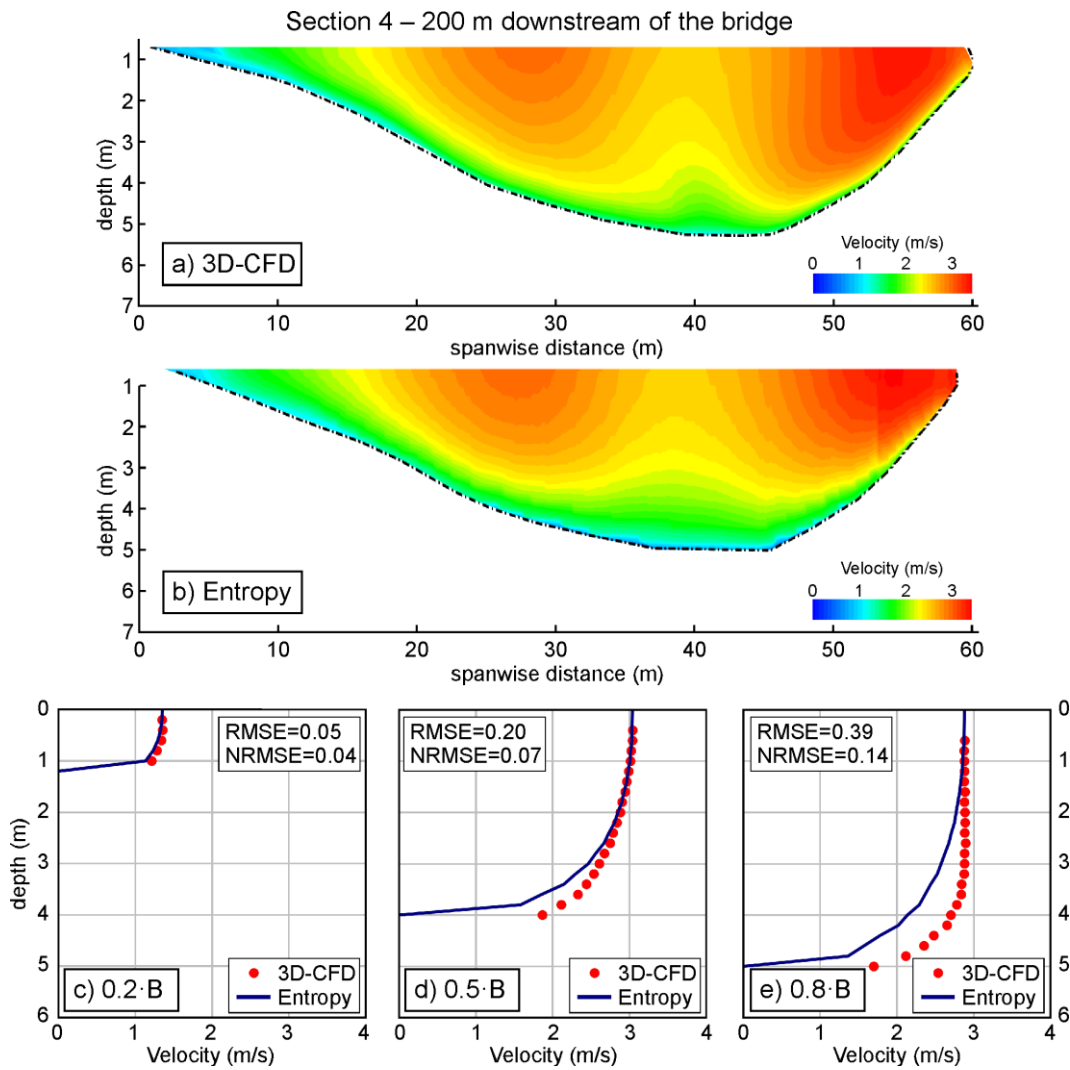 Section 4 – 200 m downstream of the bridge
1
2
3
4
5
6
7
depth (m)
a) 3D-CFD
Velocity (m/s)
0 1 2 3
0 10 20 30 40 50 60
spanwise distance (m)
1
2
3
4
5
6
7
depth (m)
b) Entropy
Velocity (m/s)
0 1 2 3
0 10 20 30 40 50 60
spanwise distance (m)
0
1
2
3
4
5
6
depth (m)
RMSE=0.05
NRMSE=0.04
c) 0.2·B
3D-CFD
Entropy
0 1 2 3 4
Velocity (m/s)
RMSE=0.20
NRMSE=0.07
d) 0.5·B
3D-CFD
Entropy
0 1 2 3 4
Velocity (m/s)
RMSE=0.39
NRMSE=0.14
e) 0.8·B
3D-CFD
Entropy
0 1 2 3 4
Velocity (m/s)
0
1
2
3
4
5
6